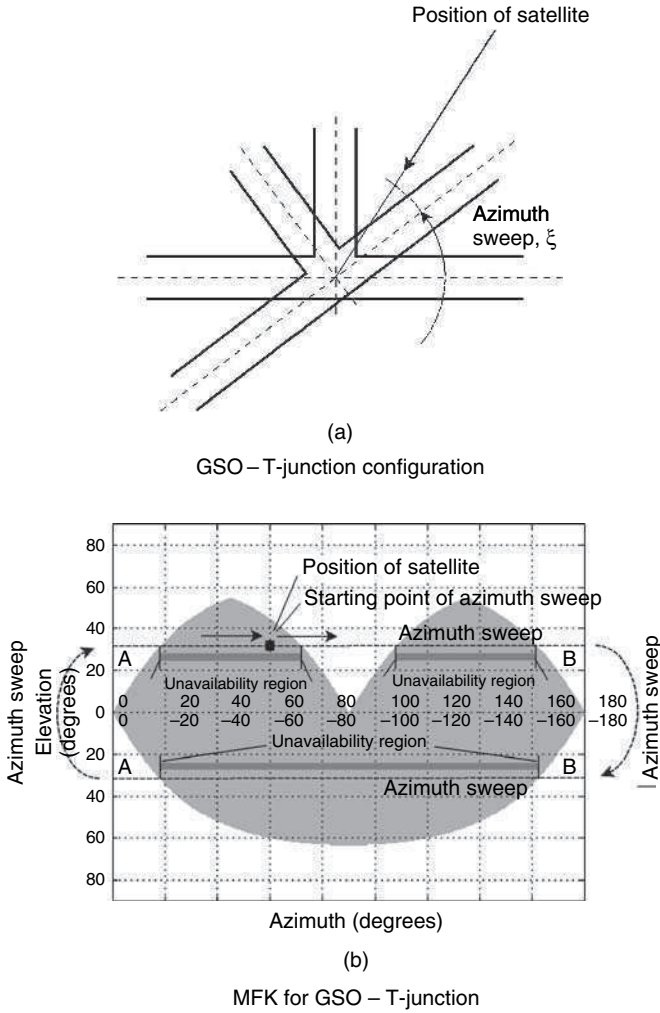 Position of satellite
Azimuth
sweep, ξ
(a)
GSO – T-junction configuration
80
60
Position of satellite
Starting point of azimuth sweep
40
Azimuth sweep
A
B
20
Unavailability region
Unavailability region
0 20 40 60 80 100 120 140 160 180
0
0 −20 −40 −60 −80 −100 −120 −140 −160 −180
Azimuth sweep
Elevation
(degrees)
Azimuth sweep
20
Unavailability region
A
B
Azimuth sweep
40
60
80
Azimuth (degrees)
(b)
MFK for GSO – T-junction